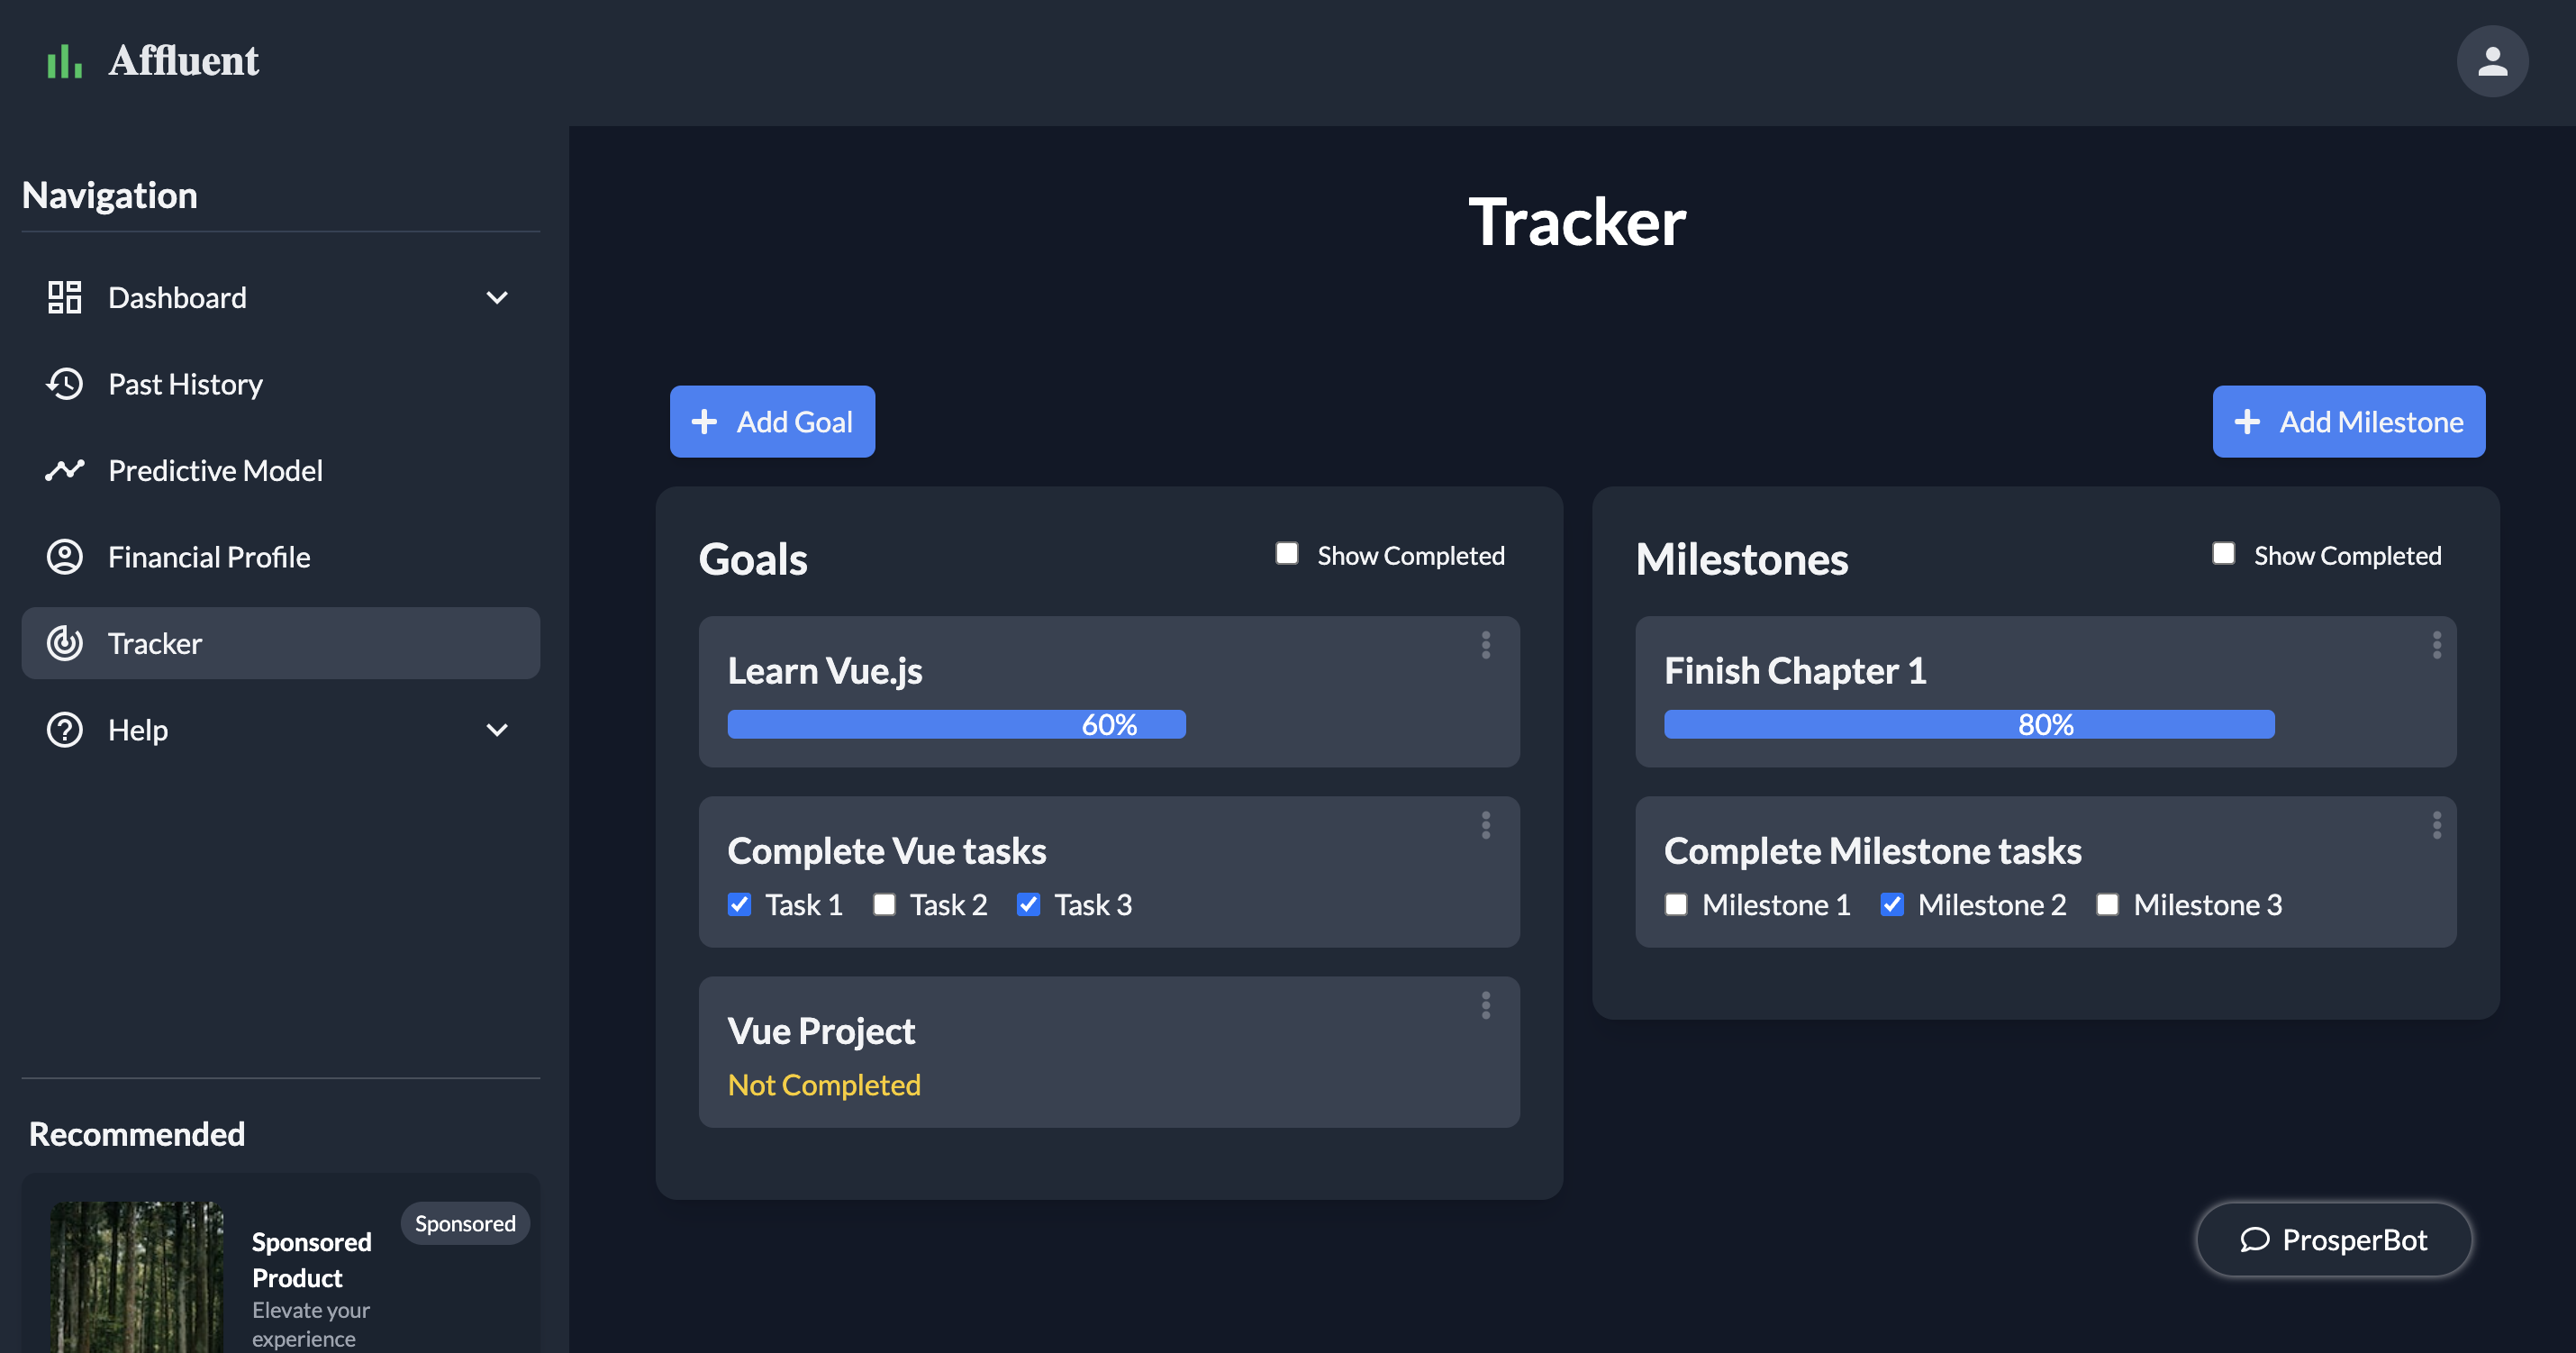 Affluent
Navigation
Dashboard
Past History
Predictive Model
Financial Profile
Tracker
Help
Recommended
Sponsored
Sponsored
Product
Elevate your
experience
Tracker
Add Goal
Add Milestone
Goals
Show Completed
Learn Vue.js
60%
Complete Vue tasks
Task 1 Task 2 Task 3
Vue Project
Not Completed
Milestones
Show Completed
Finish Chapter 1
80%
Complete Milestone tasks
Milestone 1 Milestone 2 Milestone 3
ProsperBot